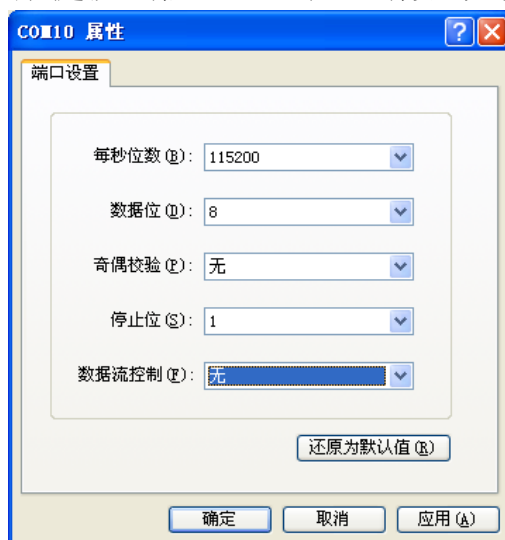 COM10 属性
端口设置
每秒位数(B): 115200
数据位(D): 8
奇偶校验(P): 无
停止位(S): 1
数据流控制(F): 无
还原为默认值(R)
确定 取消 应用(A)